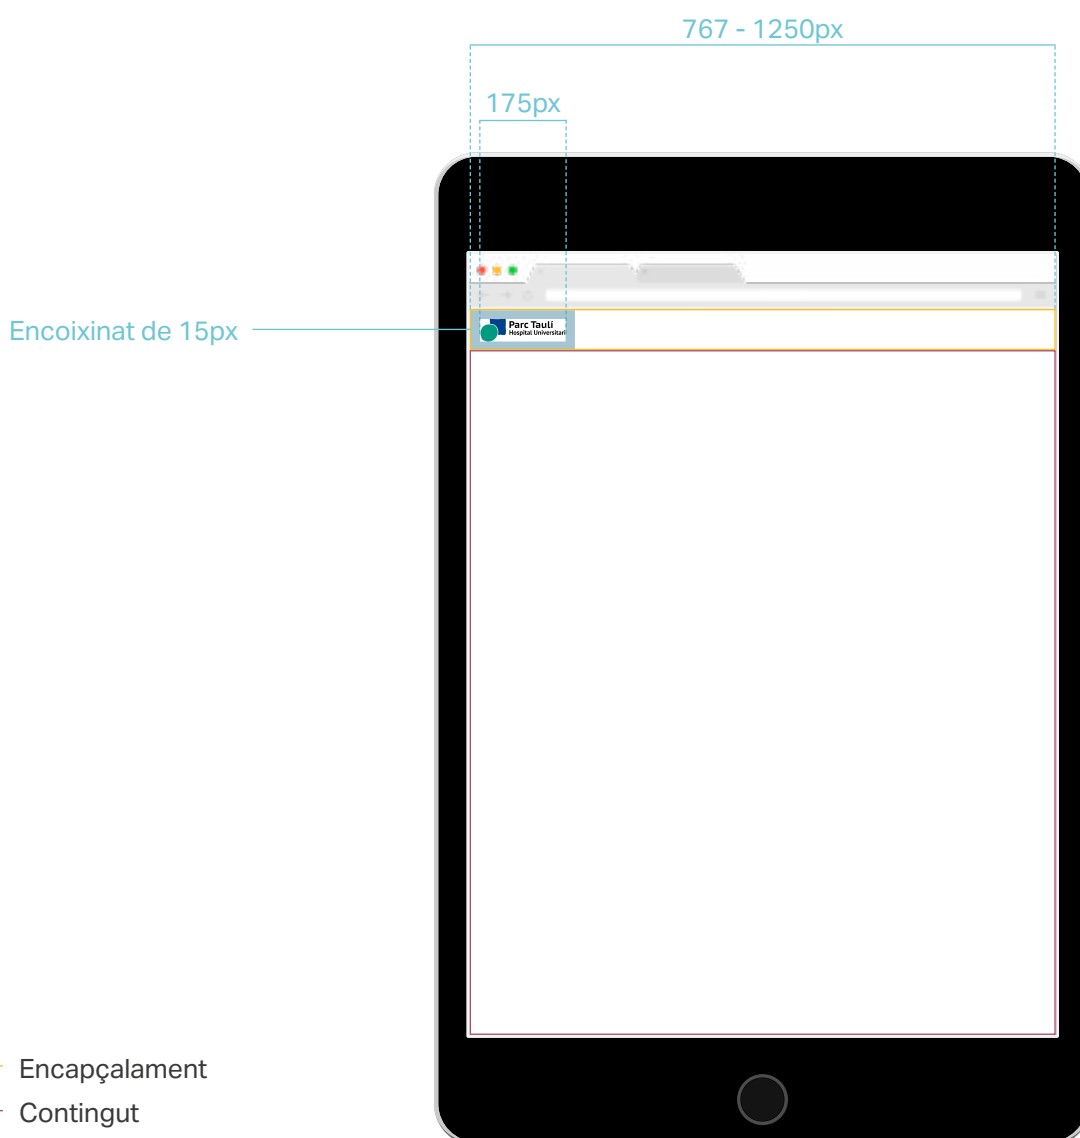 767 - 1250px
175px
Encoixinat de 15px
Parc Taulí
Hospital Universitari
Encapçalament
Contingut